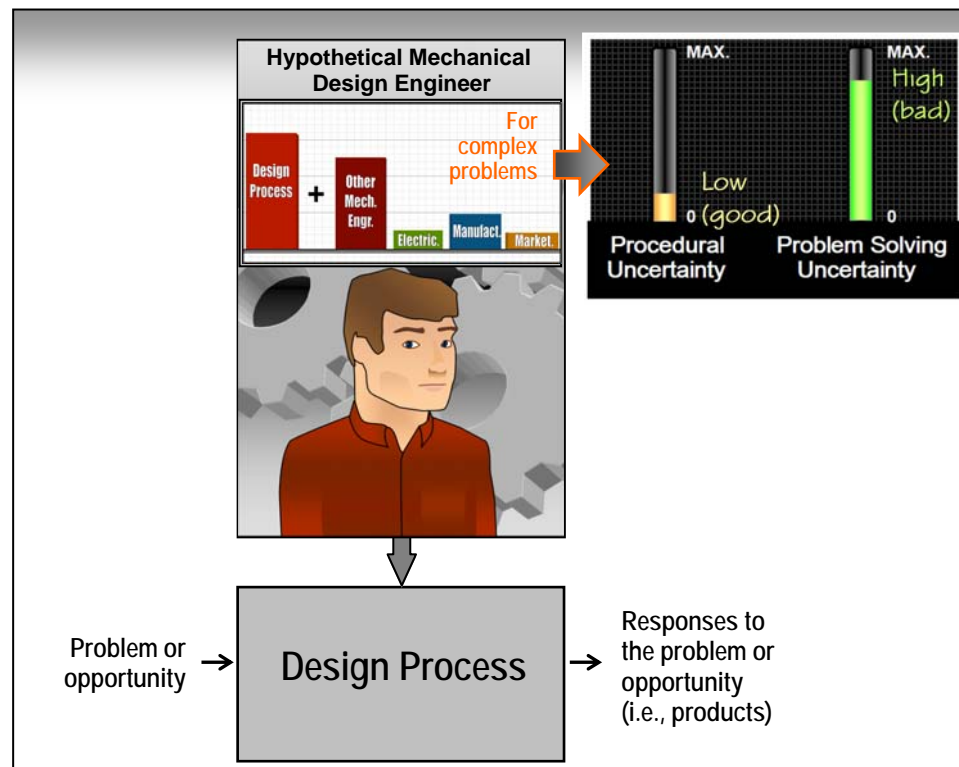 Hypothetical Mechanical
Design Engineer
For
complex
problems
Design
Process
+
Other
Mech.
Engr.
Electric.
Manufact.
Market.
MAX.
Low
(good)
0
Procedural
Uncertainty
MAX.
High
(bad)
0
Problem Solving
Uncertainty
Problem or
opportunity
Design Process
Responses to
the problem or
opportunity
(i.e., products)